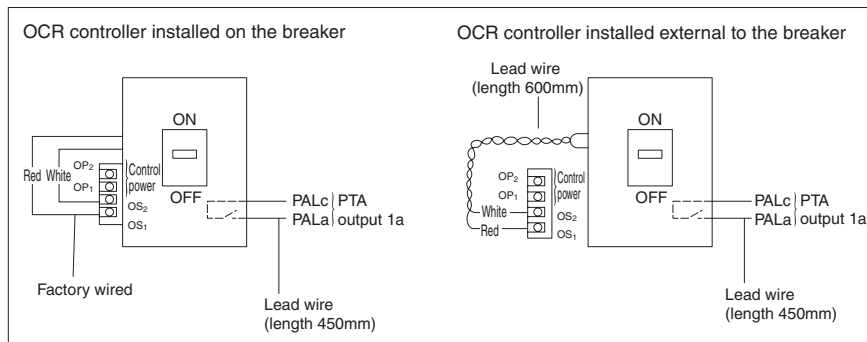 OCR controller installed on the breaker
ON
Red
White
OP2
OP1
Control
power
OS2
OS1
OFF
PALc
PALa
PTA
output 1a
Factory wired
Lead wire
(length 450mm)
OCR controller installed external to the breaker
Lead wire
(length 600mm)
ON
OP2
OP1
Control
power
White
Red
OS2
OS1
OFF
PALc
PALa
PTA
output 1a
Lead wire
(length 450mm)